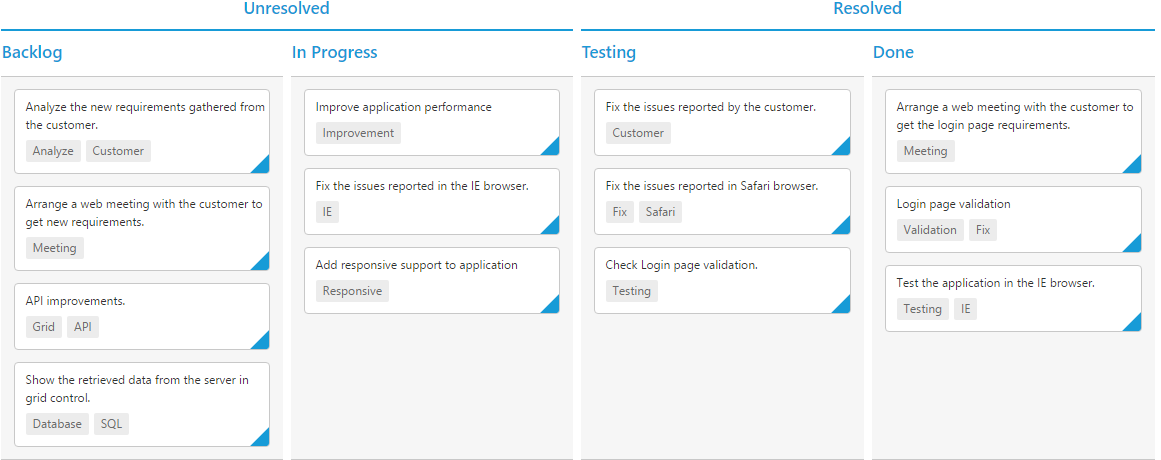 Unresolved
Resolved
Backlog
In Progress
Testing
Done
Analyze the new requirements gathered from
the customer.
Analyze Customer
Arrange a web meeting with the customer to
get new requirements.
Meeting
API improvements.
Grid API
Show the retrieved data from the server in
grid control.
Database SQL
Improve application performance
Improvement
Fix the issues reported in the IE browser.
IE
Add responsive support to application
Responsive
Fix the issues reported by the customer.
Customer
Fix the issues reported in Safari browser.
Fix Safari
Check Login page validation.
Testing
Arrange a web meeting with the customer to
get the login page requirements.
Meeting
Login page validation
Validation Fix
Test the application in the IE browser.
Testing IE